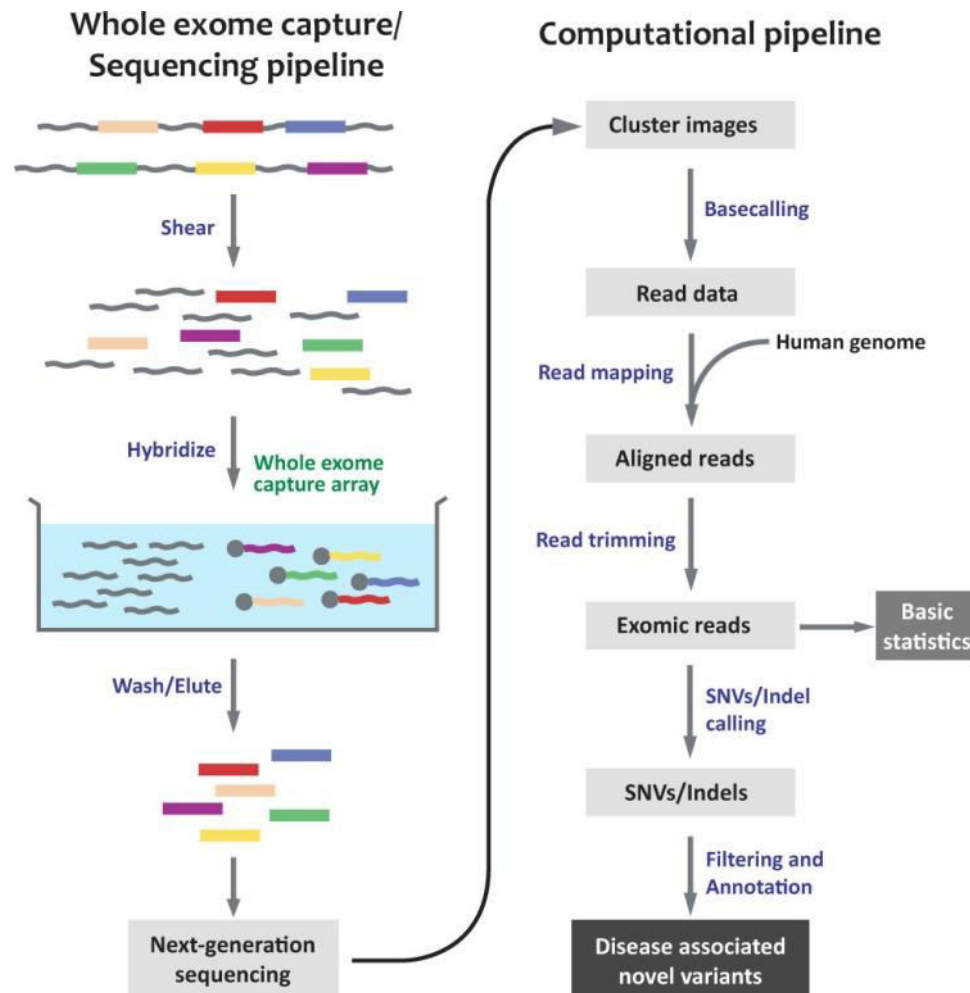 Whole exome capture/
Sequencing pipeline
Shear
Hybridize
Whole exome
capture array
Wash/Elute
Next-generation
sequencing
Computational pipeline
Cluster images
Basecalling
Read data
Human genome
Read mapping
Aligned reads
Read trimming
Exomic reads
Basic
statistics
SNVs/Indel
calling
SNVs/Indels
Filtering and
Annotation
Disease associated
novel variants